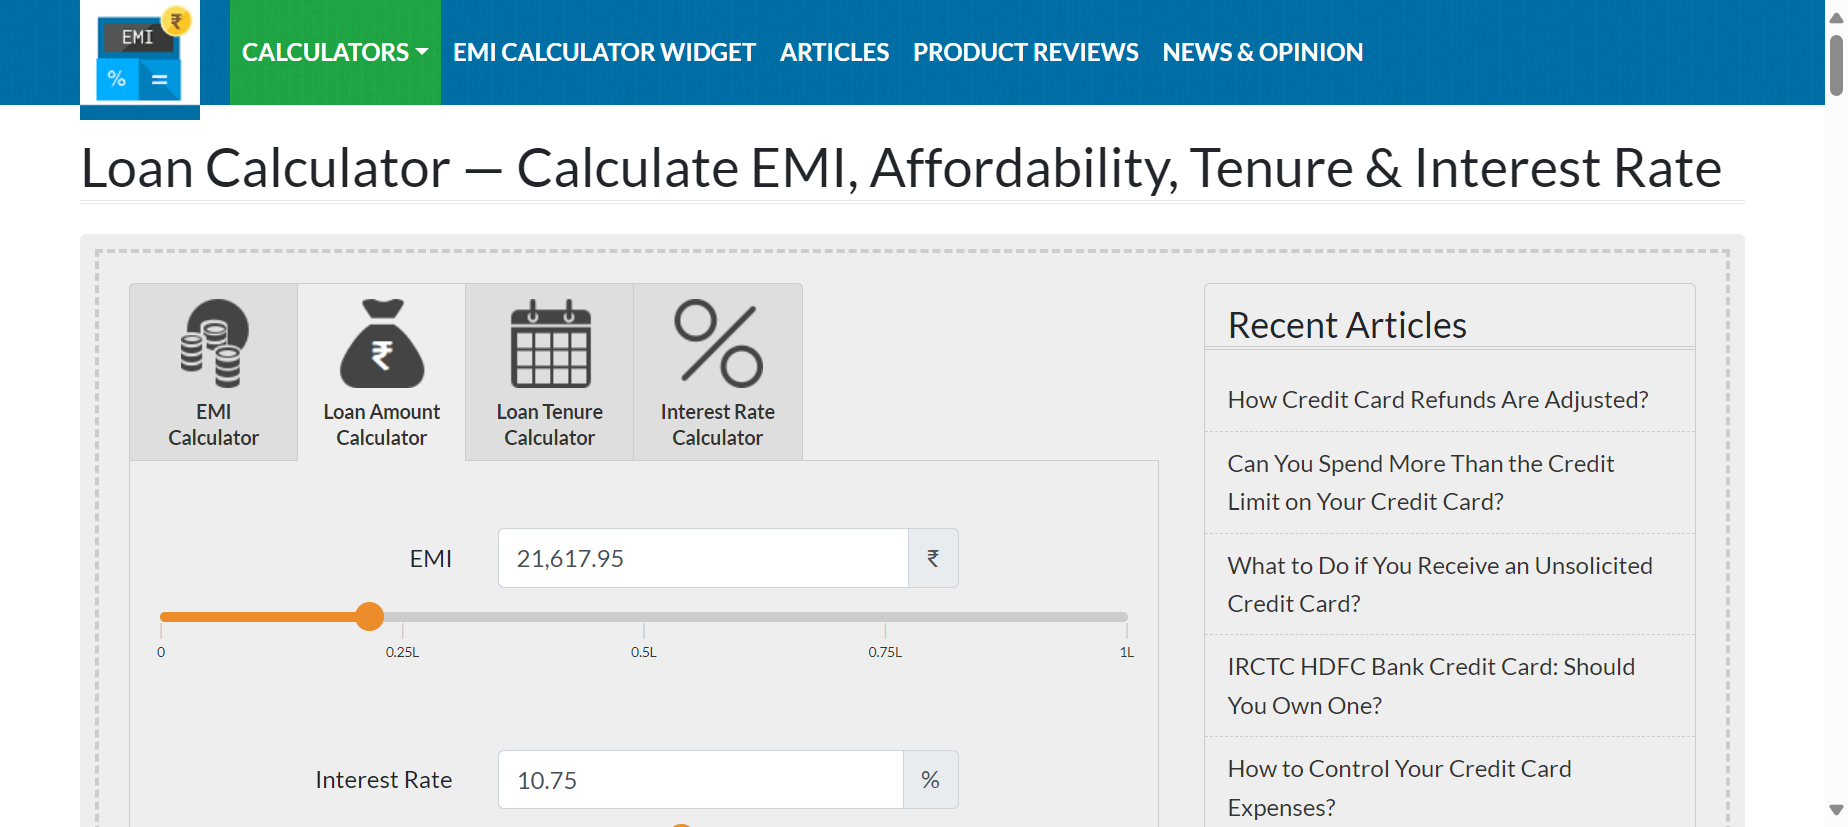 EMI
₹
%
=
CALCULATORS
EMI CALCULATOR WIDGET
ARTICLES
PRODUCT REVIEWS
NEWS & OPINION
Loan Calculator — Calculate EMI, Affordability, Tenure & Interest Rate
EMI
Calculator
₹
Loan Amount
Calculator
Loan Tenure
Calculator
Interest Rate
Calculator
EMI
21,617.95
₹
0
0.25L
0.5L
0.75L
1L
Interest Rate
10.75
%
Recent Articles
How Credit Card Refunds Are Adjusted?
Can You Spend More Than the Credit
Limit on Your Credit Card?
What to Do if You Receive an Unsolicited
Credit Card?
IRCTC HDFC Bank Credit Card: Should
You Own One?
How to Control Your Credit Card
Expenses?